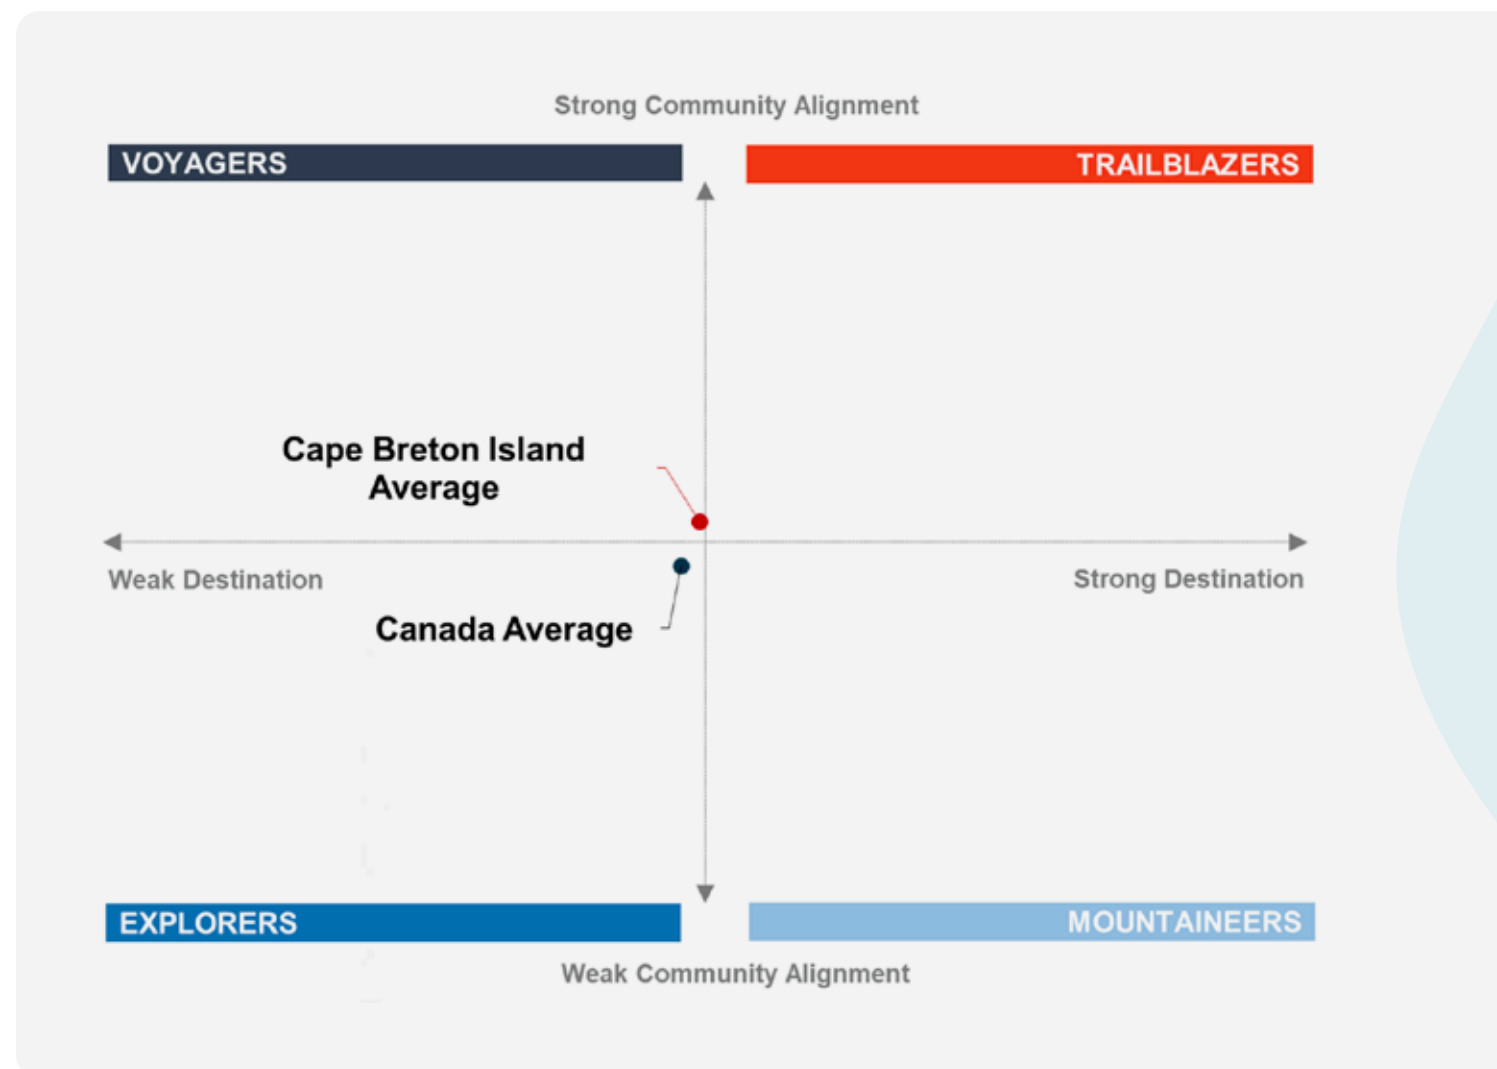 Strong Community Alignment
VOYAGERS
TRAILBLAZERS
Cape Breton Island
Average
Weak Destination
Strong Destination
Canada Average
EXPLORERS
MOUNTAINEERS
Weak Community Alignment